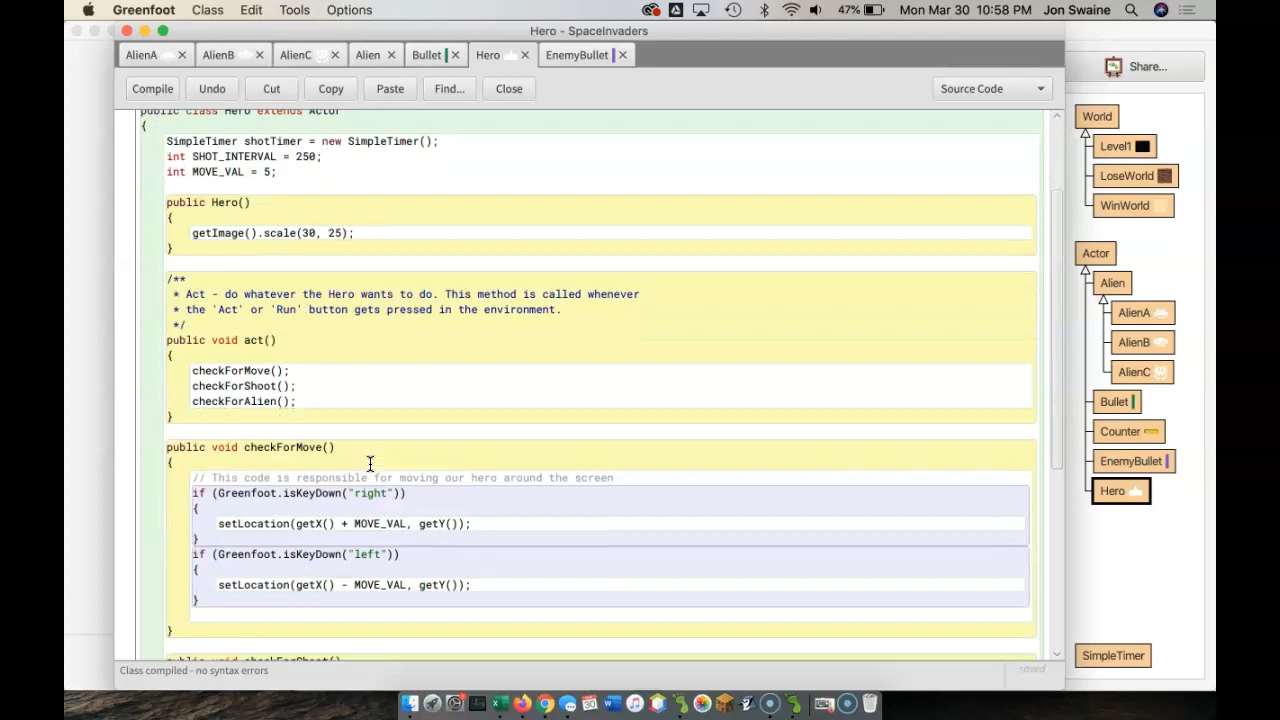 Greenfoot Class Edit Tools Options 47% Mon Mar 30 10:58 PM Jon Swaine
Hero - SpaceInvaders
AlienA AlienB AlienC Alien Bullet Hero EnemyBullet
Compile Undo Cut Copy Paste Find... Close Source Code
Share...
public class Hero extends Actor
{
SimpleTimer shotTimer = new SimpleTimer();
int SHOT_INTERVAL = 250;
int MOVE_VAL = 5;
public Hero()
{
getImage().scale(30, 25);
}
/**
* Act - do whatever the Hero wants to do. This method is called whenever
* the 'Act' or 'Run' button gets pressed in the environment.
*/
public void act()
{
checkForMove();
checkForShoot();
checkForAlien();
}
public void checkForMove()
{
// This code is responsible for moving our hero around the screen
if (Greenfoot.isKeyDown("right"))
{
setLocation(getX() + MOVE_VAL, getY());
}
if (Greenfoot.isKeyDown("left"))
{
setLocation(getX() - MOVE_VAL, getY());
}
}
public void checkForShoot()
Class compiled - no syntax errors
saved
World
Level1
LoseWorld
WinWorld
Actor
Alien
AlienA
AlienB
AlienC
Bullet
Counter
EnemyBullet
Hero
SimpleTimer